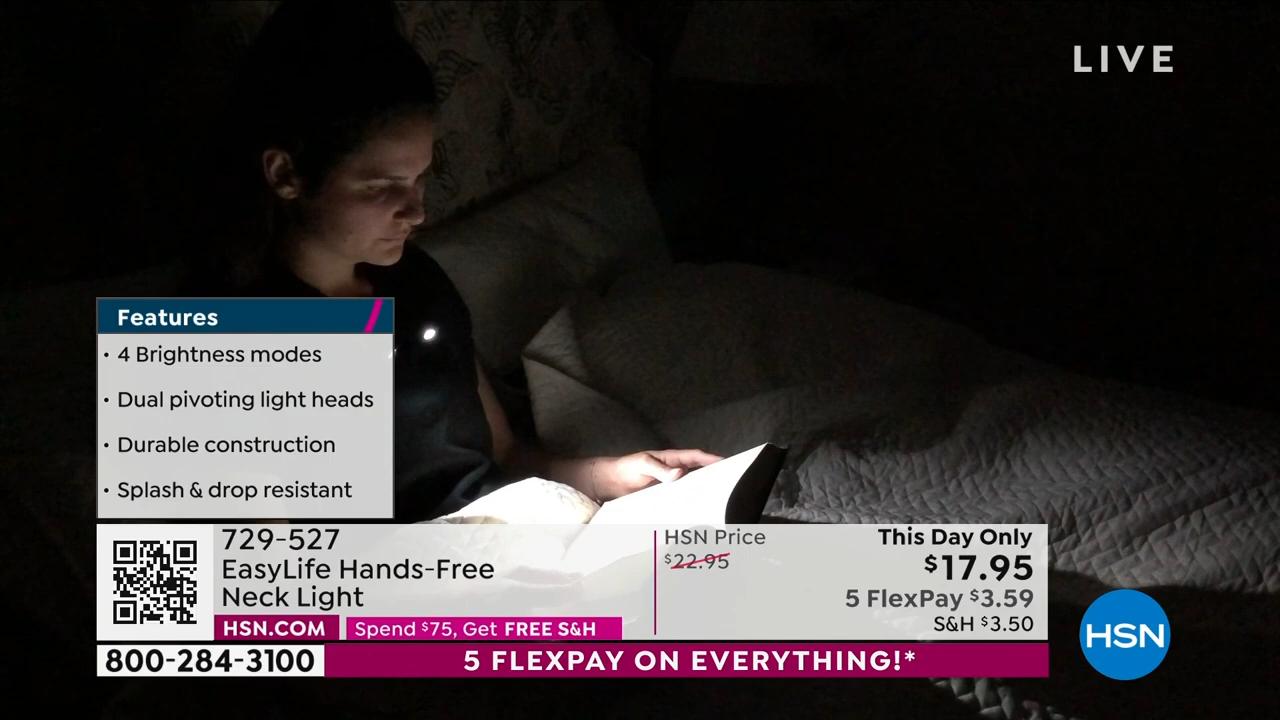 LIVE
Features
• 4 Brightness modes
• Dual pivoting light heads
• Durable construction
• Splash & drop resistant
729-527
EasyLife Hands-Free
Neck Light
HSN.COM
Spend $75, Get FREE S&H
HSN Price
$22.95
This Day Only
$17.95
5 FlexPay $3.59
S&H $3.50
800-284-3100
5 FLEXPAY ON EVERYTHING!*
HSN